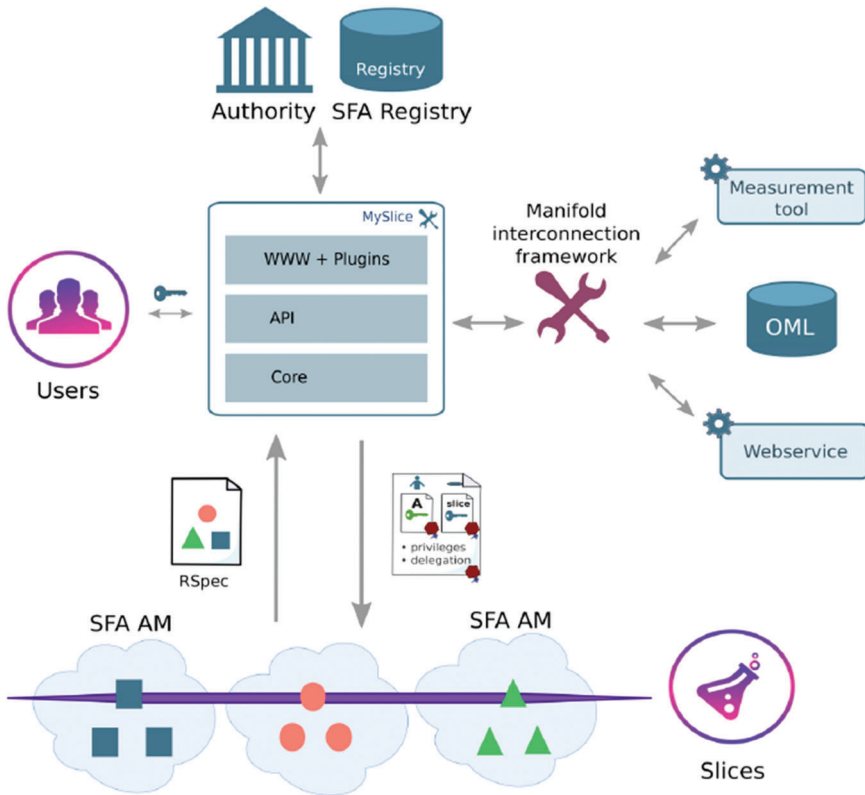 Registry
Authority
SFA Registry
MySlice
WWW + Plugins
API
Core
Users
Manifold
interconnection
framework
Measurement
tool
OML
Webservice
RSpec
A
slice
• privileges
• delegation
SFA AM
SFA AM
Slices